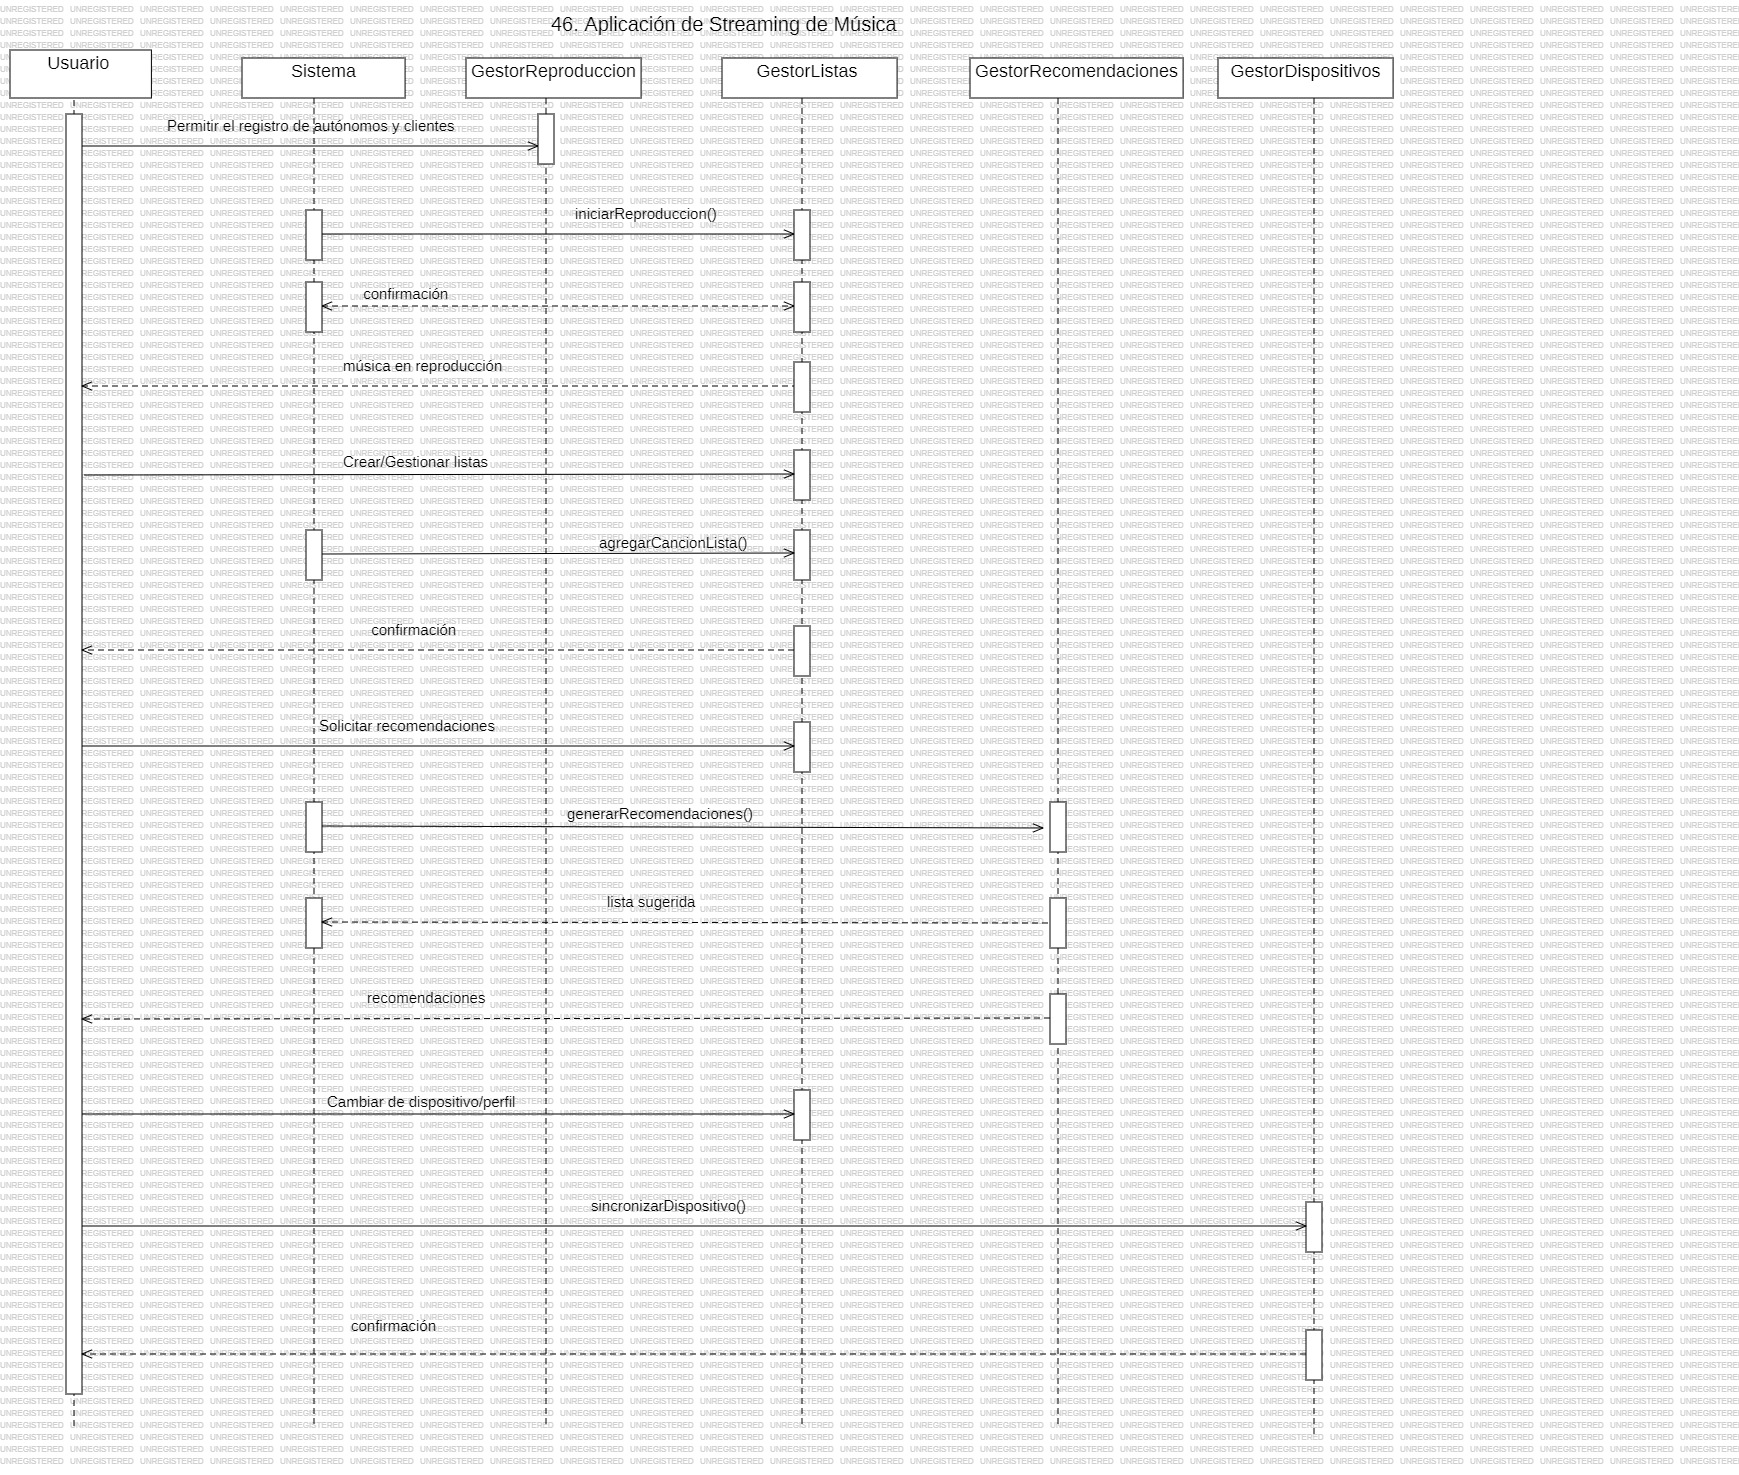 46. Aplicación de Streaming de Música
Usuario
Sistema
GestorReproduccion
GestorListas
GestorRecomendaciones
GestorDispositivos
Permitir el registro de autónomos y clientes
iniciarReproduccion()
confirmación
música en reproducción
Crear/Gestionar listas
agregarCancionLista()
confirmación
Solicitar recomendaciones
generarRecomendaciones()
lista sugerida
recomendaciones
Cambiar de dispositivo/perfil
sincronizarDispositivo()
confirmación
UNREGISTERED